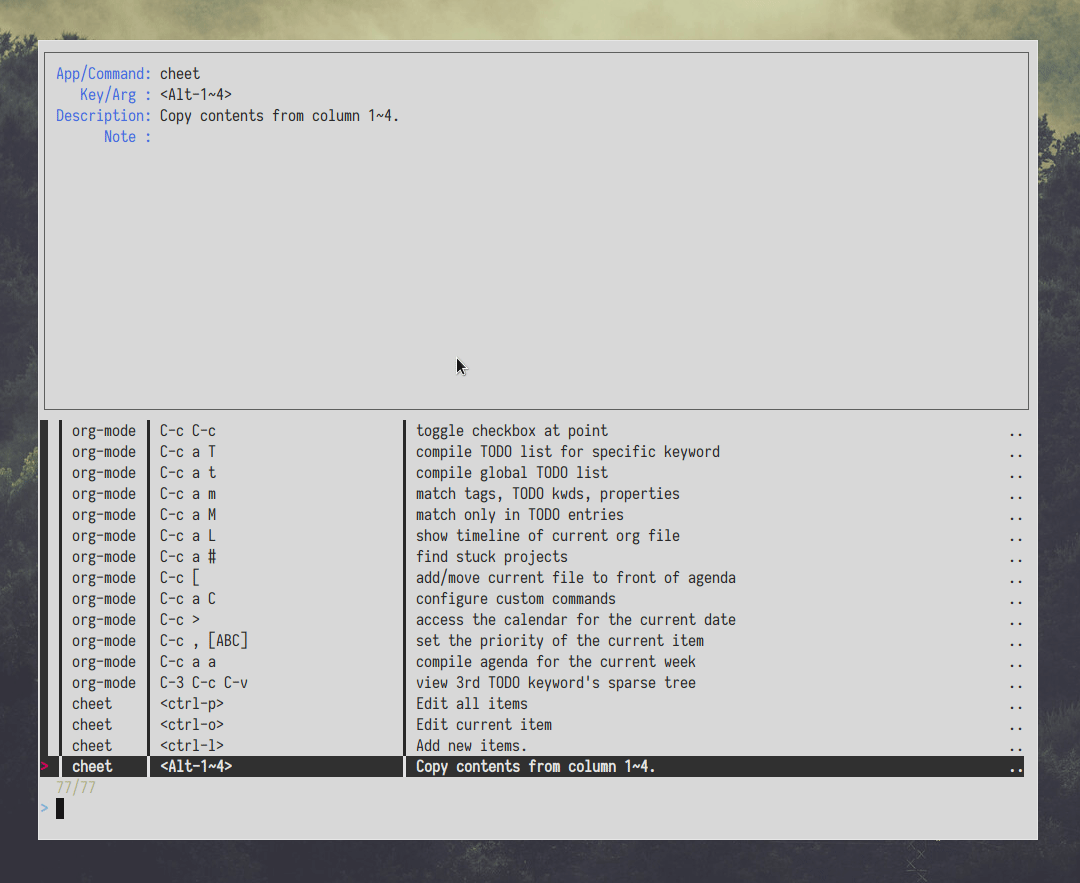 App/Command: cheet
Key/Arg : <Alt-1~4>
Description: Copy contents from column 1~4.
Note :
org-mode C-c C-c toggle checkbox at point ..
org-mode C-c a T compile TODO list for specific keyword ..
org-mode C-c a t compile global TODO list ..
org-mode C-c a m match tags, TODO kwds, properties ..
org-mode C-c a M match only in TODO entries ..
org-mode C-c a L show timeline of current org file ..
org-mode C-c a # find stuck projects ..
org-mode C-c [ add/move current file to front of agenda ..
org-mode C-c a C configure custom commands ..
org-mode C-c > access the calendar for the current date ..
org-mode C-c , [ABC] set the priority of the current item ..
org-mode C-c a a compile agenda for the current week ..
org-mode C-3 C-c C-v view 3rd TODO keyword's sparse tree ..
cheet <ctrl-p> Edit all items ..
cheet <ctrl-o> Edit current item ..
cheet <ctrl-l> Add new items. ..
> cheet <Alt-1~4> Copy contents from column 1~4. ..
77/77
>